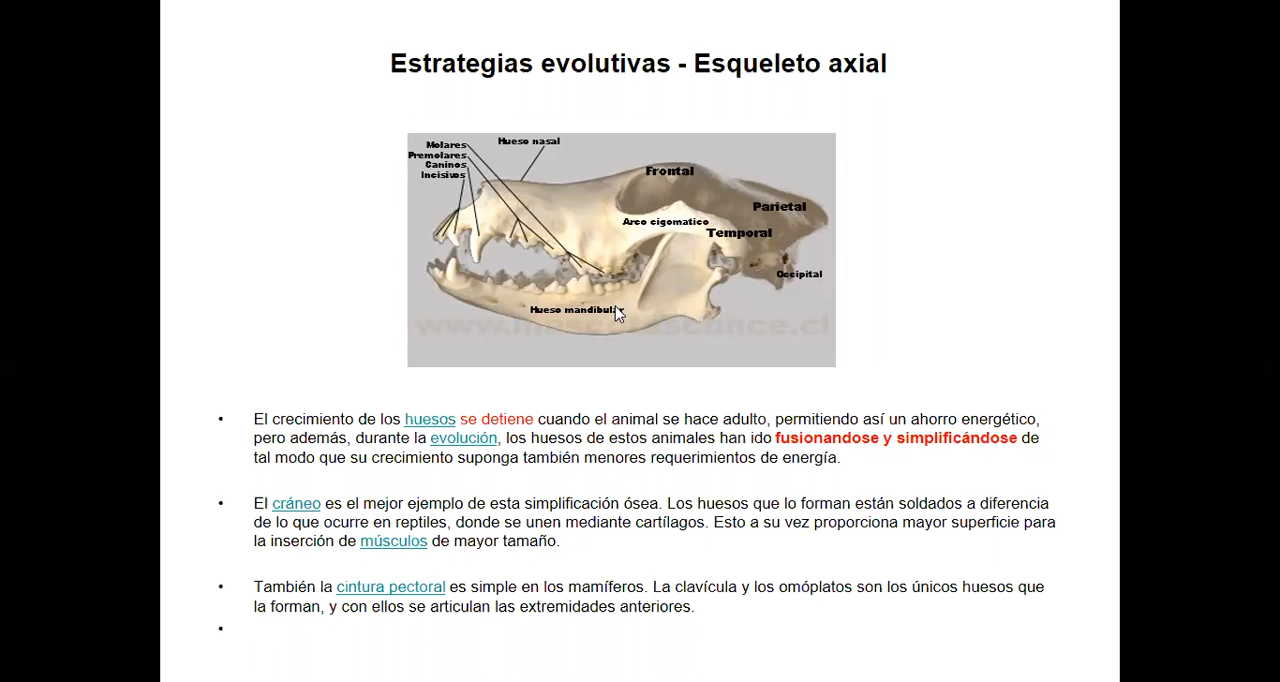 Estrategias evolutivas - Esqueleto axial
Molares
Hueso nasal
Premolares
Caninos
Incisivos
Frontal
Parietal
Arco cigomatico
Temporal
Occipital
Hueso mandibular
• El crecimiento de los huesos se detiene cuando el animal se hace adulto, permitiendo así un ahorro energético,
pero además, durante la evolución, los huesos de estos animales han ido fusionandose y simplificándose de
tal modo que su crecimiento suponga también menores requerimientos de energía.
• El cráneo es el mejor ejemplo de esta simplificación ósea. Los huesos que lo forman están soldados a diferencia
de lo que ocurre en reptiles, donde se unen mediante cartílagos. Esto a su vez proporciona mayor superficie para
la inserción de músculos de mayor tamaño.
• También la cintura pectoral es simple en los mamíferos. La clavícula y los omóplatos son los únicos huesos que
la forman, y con ellos se articulan las extremidades anteriores.
•